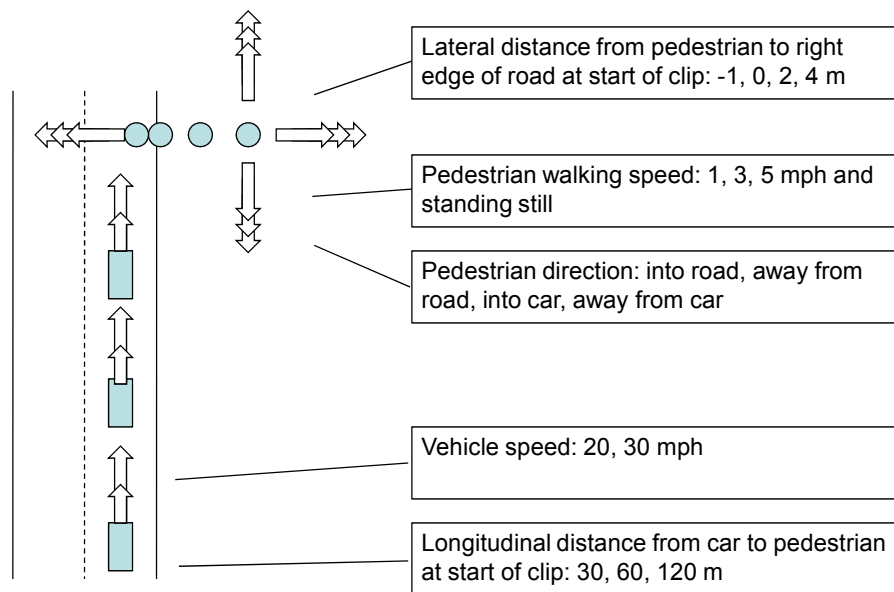 Lateral distance from pedestrian to right
edge of road at start of clip: -1, 0, 2, 4 m
Pedestrian walking speed: 1, 3, 5 mph and
standing still
Pedestrian direction: into road, away from
road, into car, away from car
Vehicle speed: 20, 30 mph
Longitudinal distance from car to pedestrian
at start of clip: 30, 60, 120 m